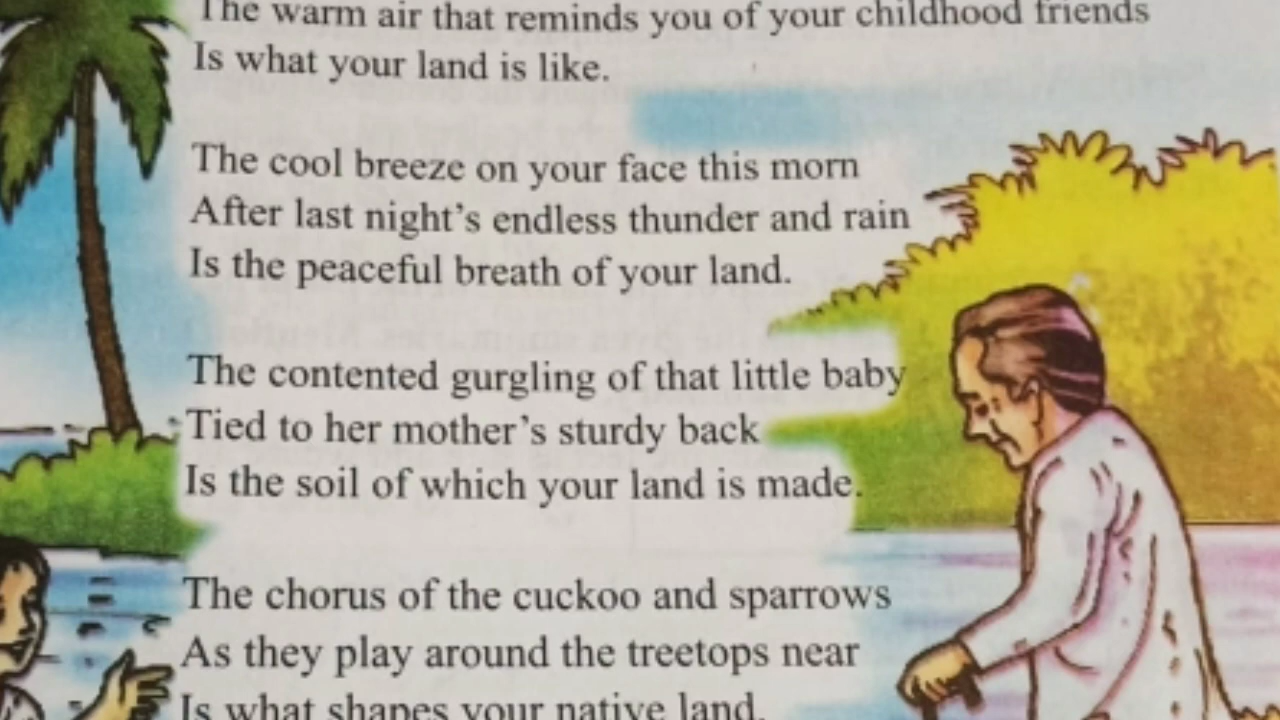 The warm air that reminds you of your childhood friends
Is what your land is like.
The cool breeze on your face this morn
After last night's endless thunder and rain
Is the peaceful breath of your land.
The contented gurgling of that little baby
Tied to her mother's sturdy back
Is the soil of which your land is made.
The chorus of the cuckoo and sparrows
As they play around the treetops near
Is what shapes your native land.